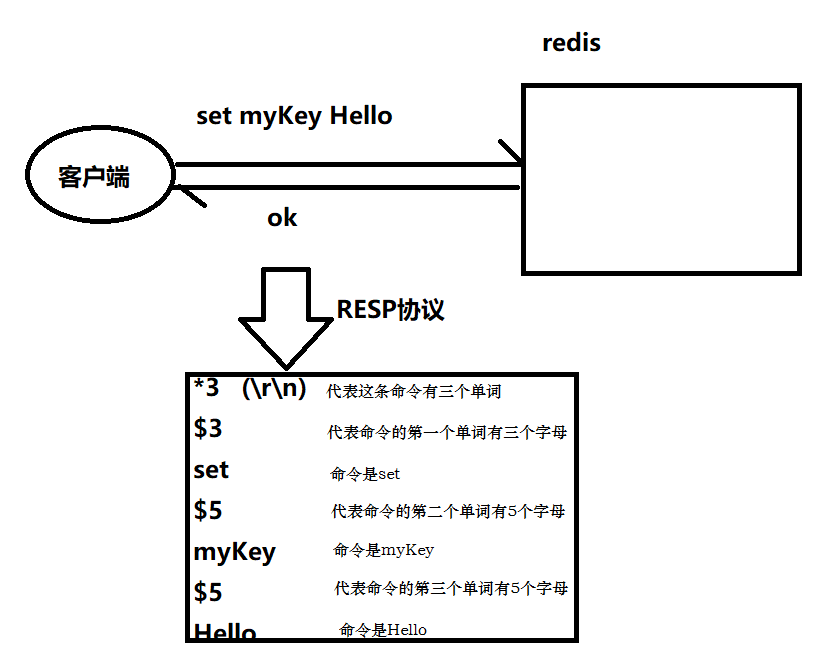 redis
set myKey Hello
客户端
ok
RESP协议
*3 (\r\n) 代表这条命令有三个单词
$3 代表命令的第一个单词有三个字母
set 命令是set
$5 代表命令的第二个单词有5个字母
myKey 命令是myKey
$5 代表命令的第三个单词有5个字母
Hello 命令是Hello